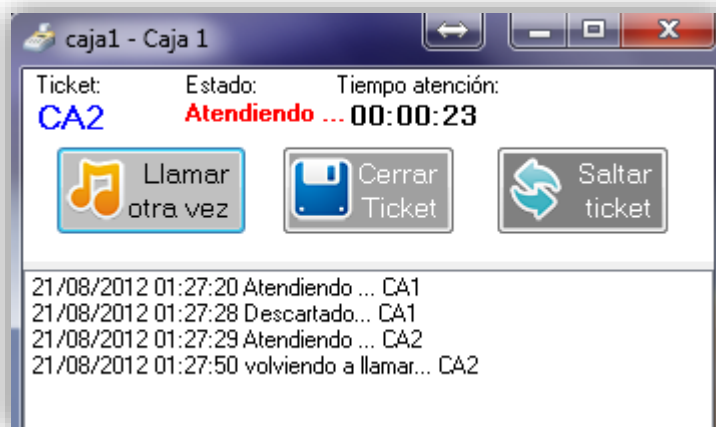 caja1 - Caja 1
Ticket: Estado: Tiempo atención:
CA2 Atendiendo ... 00:00:23
Llamar otra vez
Cerrar Ticket
Saltar ticket
21/08/2012 01:27:20 Atendiendo ... CA1
21/08/2012 01:27:28 Descartado... CA1
21/08/2012 01:27:29 Atendiendo ... CA2
21/08/2012 01:27:50 volviendo a llamar... CA2